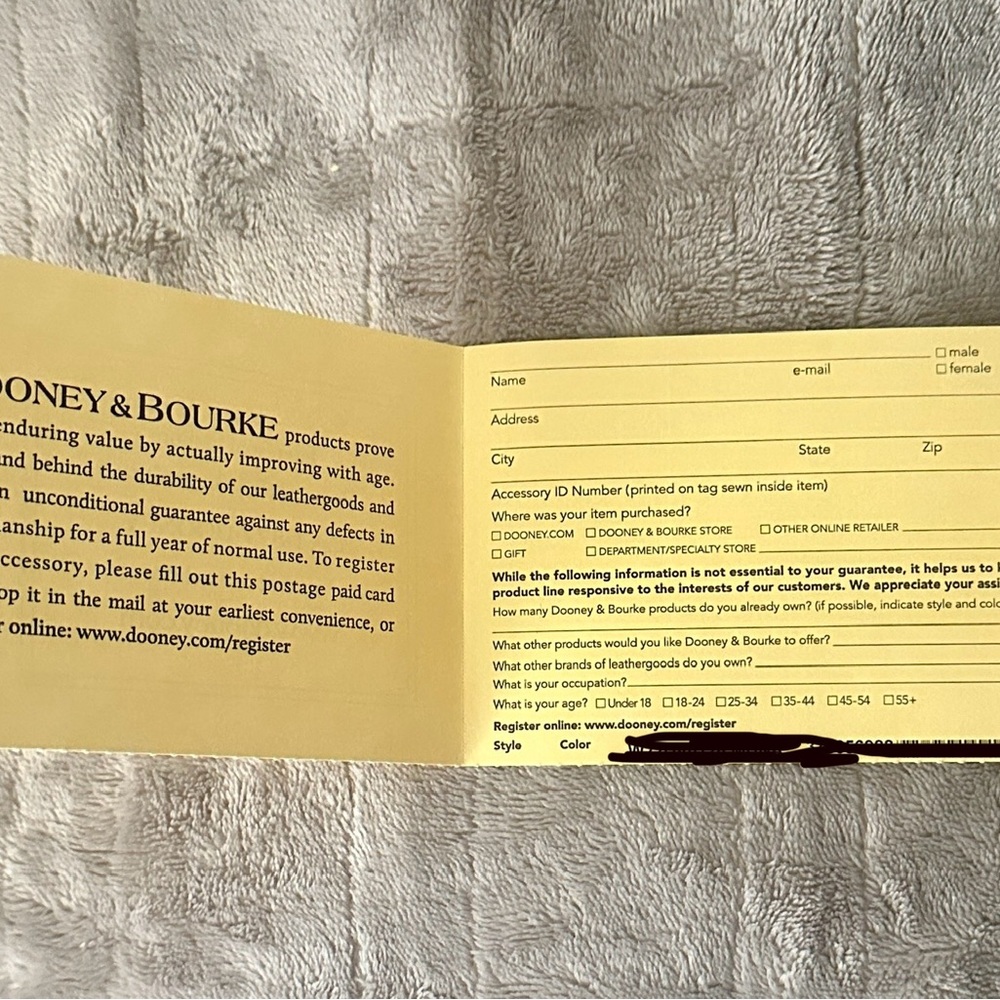 OONEY & BOURKE products prove
enduring value by actually improving with age.
nd behind the durability of our leathergoods and
n unconditional guarantee against any defects in
anship for a full year of normal use. To register
ccessory, please fill out this postage paid card
op it in the mail at your earliest convenience, or
r online: www.dooney.com/register
☐ male
Name e-mail ☐ female
Address
City State Zip
Accessory ID Number (printed on tag sewn inside item)
Where was your item purchased?
☐ DOONEY.COM ☐ DOONEY & BOURKE STORE ☐ OTHER ONLINE RETAILER
☐ GIFT ☐ DEPARTMENT/SPECIALTY STORE
While the following information is not essential to your guarantee, it helps us to
product line responsive to the interests of our customers. We appreciate your assi
How many Dooney & Bourke products do you already own? (if possible, indicate style and colo
What other products would you like Dooney & Bourke to offer?
What other brands of leathergoods do you own?
What is your occupation?
What is your age? ☐ Under 18 ☐ 18-24 ☐ 25-34 ☐ 35-44 ☐ 45-54 ☐ 55+
Register online: www.dooney.com/register
Style Color